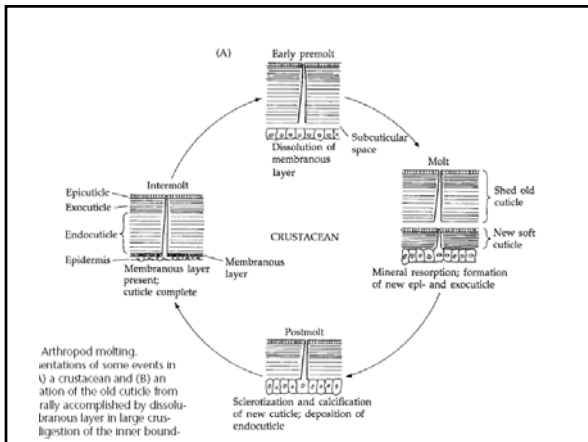 (A)
Early premolt
Subcuticular
space
Dissolution of
membranous
layer
Molt
Shed old
cuticle
New soft
cuticle
Mineral resorption; formation
of new epi- and exocuticle
CRUSTACEAN
Intermolt
Epicuticle
Exocuticle
Endocuticle
Epidermis
Membranous
layer
Membranous layer
present;
cuticle complete
Postmolt
Sclerotization and calcification
of new cuticle; deposition of
endocuticle
Arthropod molting.
entations of some events in
) a crustacean and (B) an
ation of the old cuticle from
rally accomplished by dissolu-
branous layer in large crus-
digestion of the inner bound-